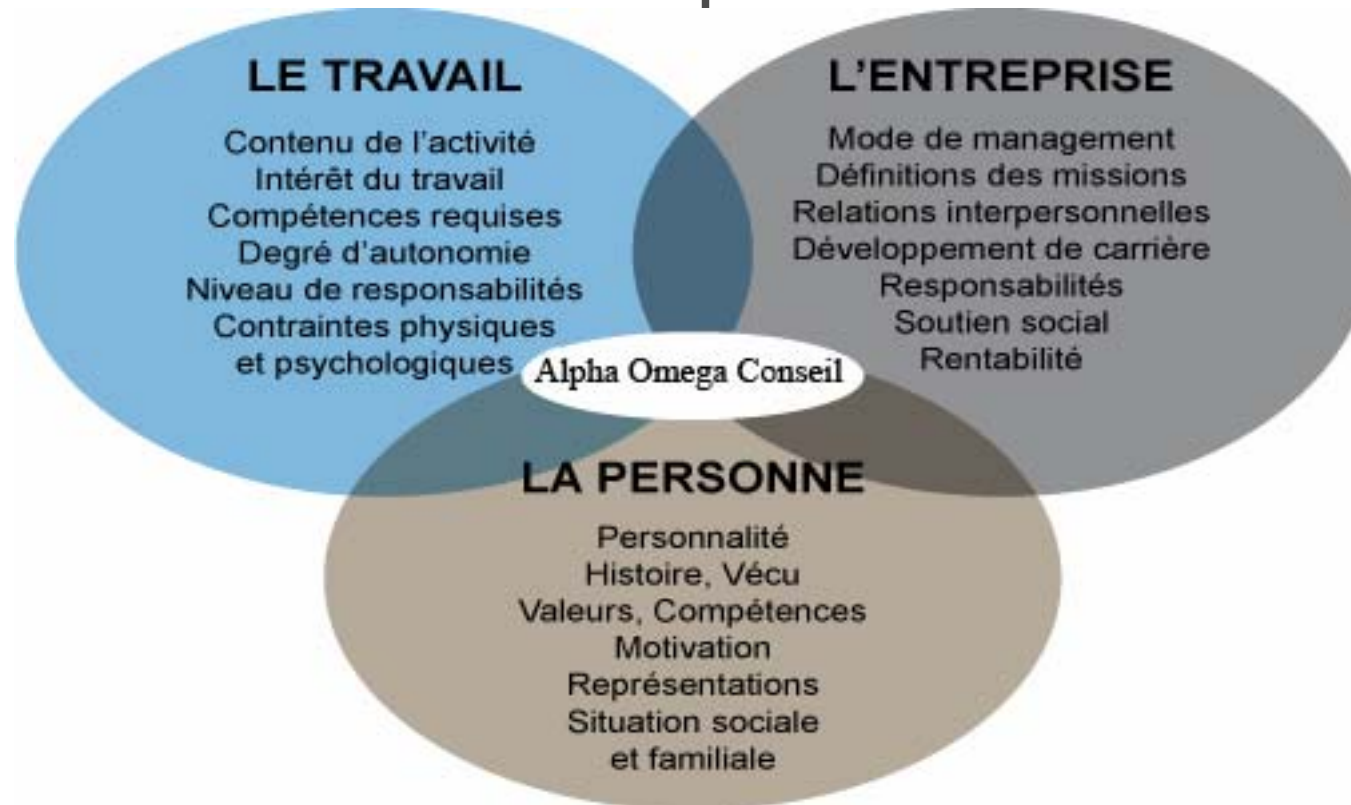 LE TRAVAIL
Contenu de l'activité
Intérêt du travail
Compétences requises
Degré d'autonomie
Niveau de responsabilités
Contraintes physiques
et psychologiques
L'ENTREPRISE
Mode de management
Définitions des missions
Relations interpersonnelles
Développement de carrière
Responsabilités
Soutien social
Rentabilité
Alpha Omega Conseil
LA PERSONNE
Personnalité
Histoire, Vécu
Valeurs, Compétences
Motivation
Représentations
Situation sociale
et familiale